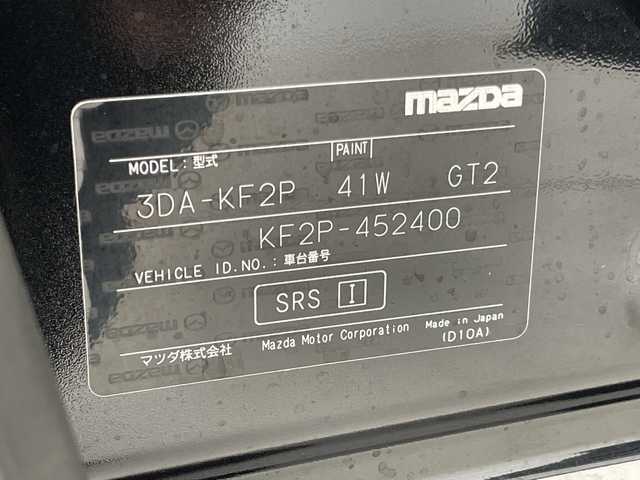 mazda
MODEL:型式 PAINT
3DA-KF2P 41W GT2
KF2P-452400
VEHICLE ID.NO.:車台番号
SRS I
マツダ株式会社 Mazda Motor Corporation Made in Japan
(D10A)